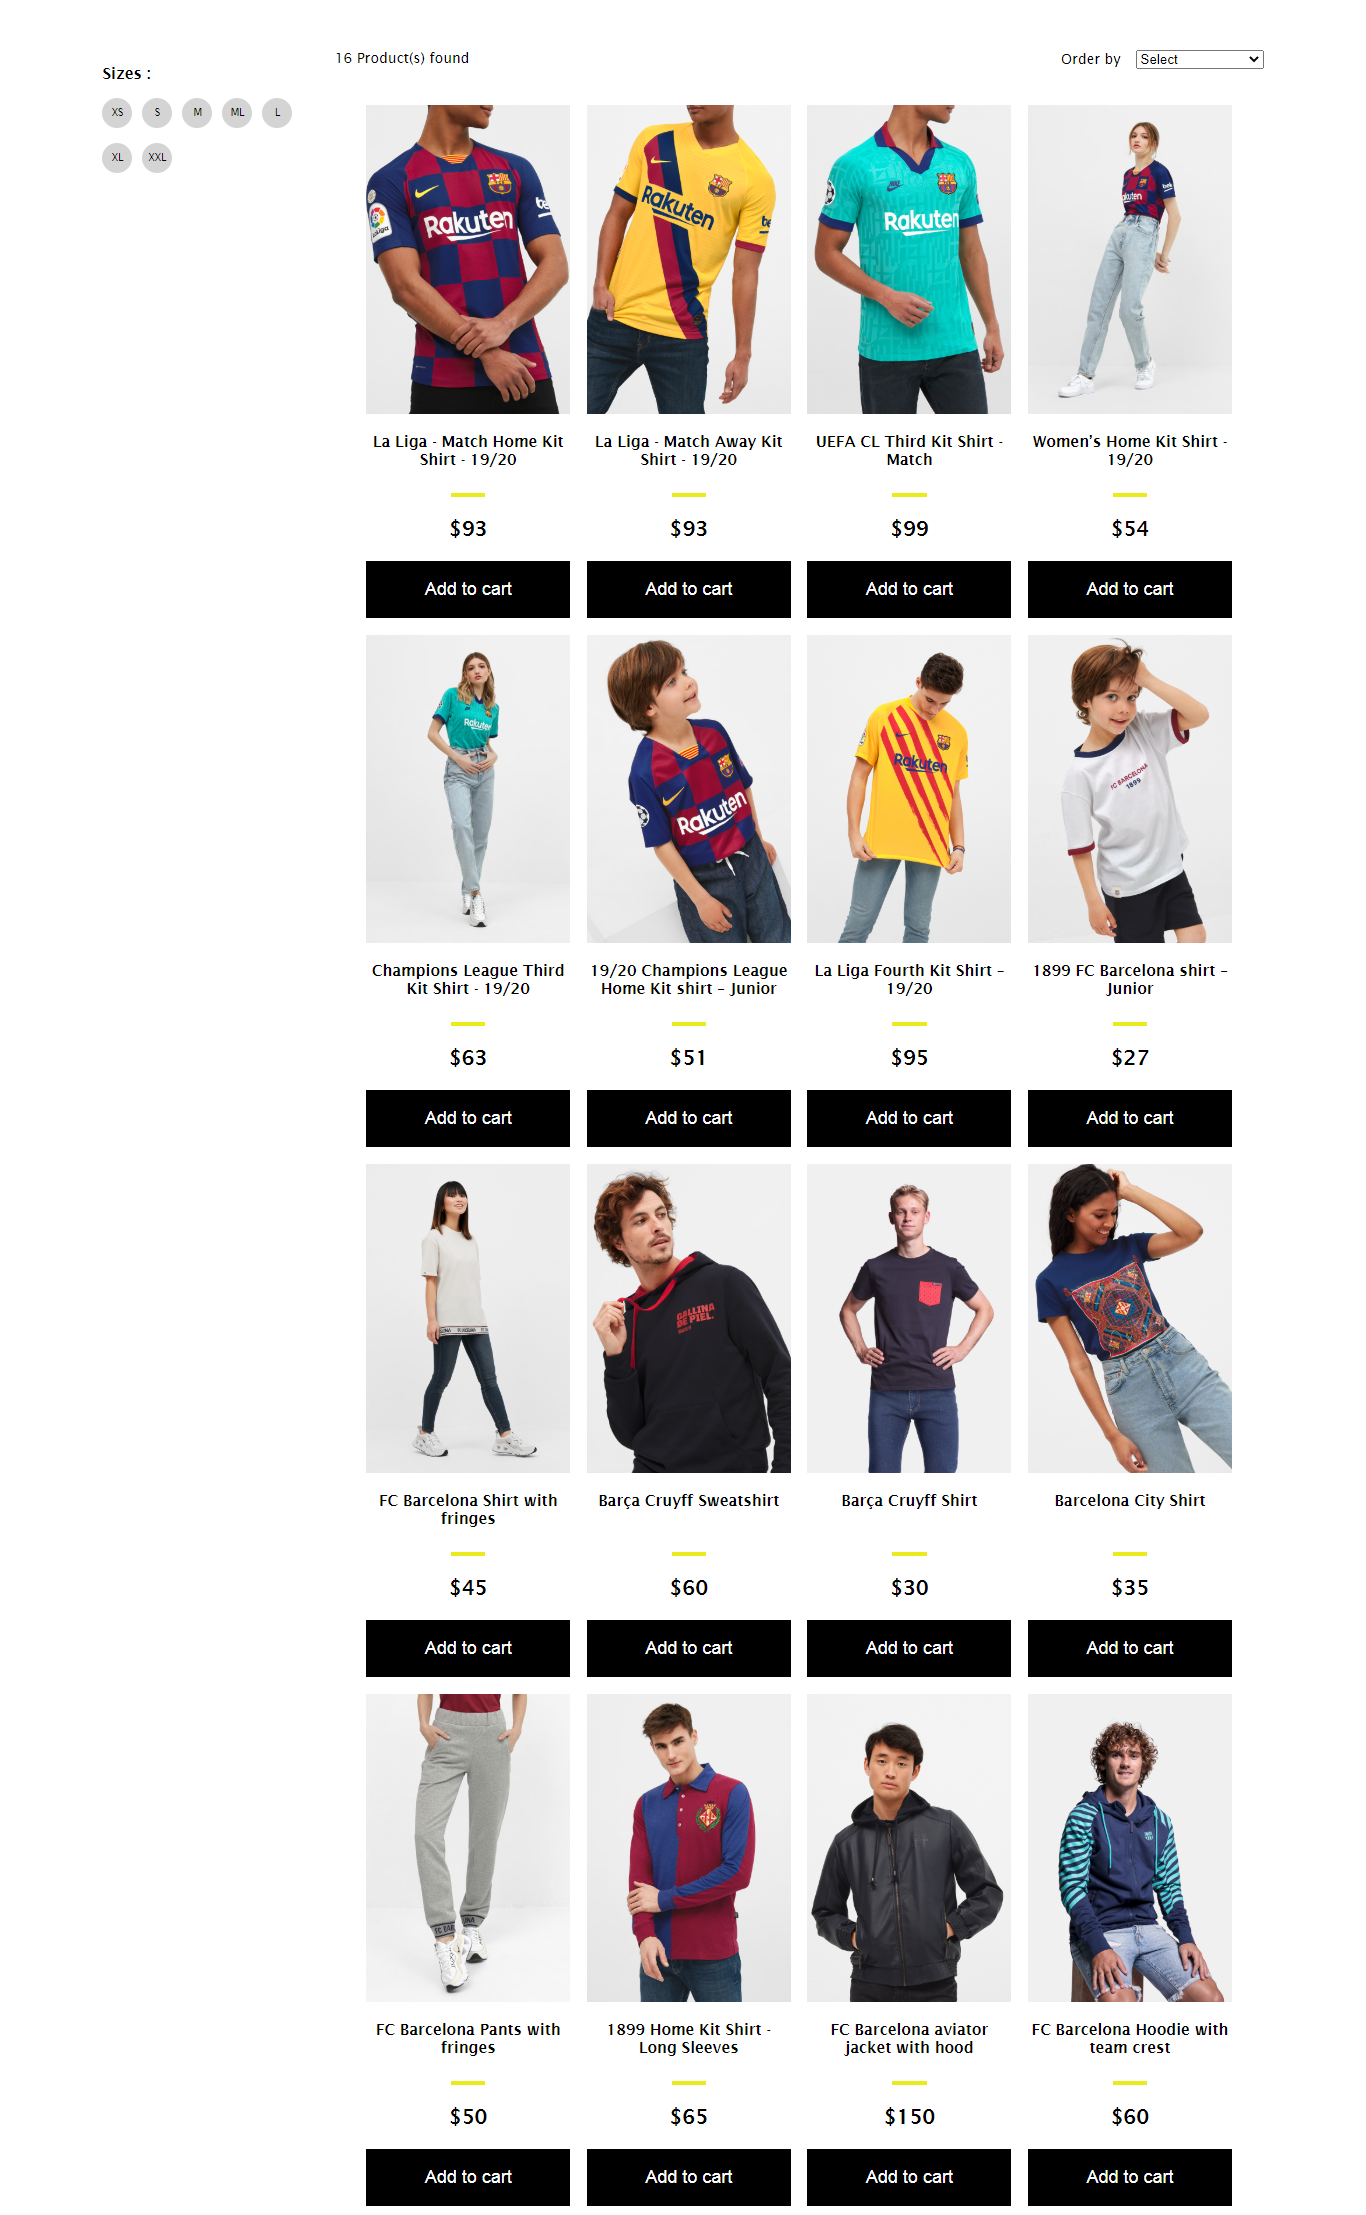 16 Product(s) found
Order by
Select
Sizes :
XS
S
M
ML
L
XL
XXL
Rakuten
beko
LaLiga
Rakuten
Rakuten
La Liga - Match Home Kit
Shirt - 19/20
$93
Add to cart
La Liga - Match Away Kit
Shirt - 19/20
$93
Add to cart
UEFA CL Third Kit Shirt -
Match
$99
Add to cart
Women's Home Kit Shirt -
19/20
$54
Add to cart
Rakuten
Rakuten
Rakuten
FC BARCELONA
1899
Champions League Third
Kit Shirt - 19/20
$63
Add to cart
19/20 Champions League
Home Kit shirt – Junior
$51
Add to cart
La Liga Fourth Kit Shirt –
19/20
$95
Add to cart
1899 FC Barcelona shirt –
Junior
$27
Add to cart
GALLINA
DE PIEL.
FC Barcelona Shirt with
fringes
$45
Add to cart
Barça Cruyff Sweatshirt
$60
Add to cart
Barça Cruyff Shirt
$30
Add to cart
Barcelona City Shirt
$35
Add to cart
FC Barcelona Pants with
fringes
$50
Add to cart
1899 Home Kit Shirt -
Long Sleeves
$65
Add to cart
FC Barcelona aviator
jacket with hood
$150
Add to cart
FC Barcelona Hoodie with
team crest
$60
Add to cart